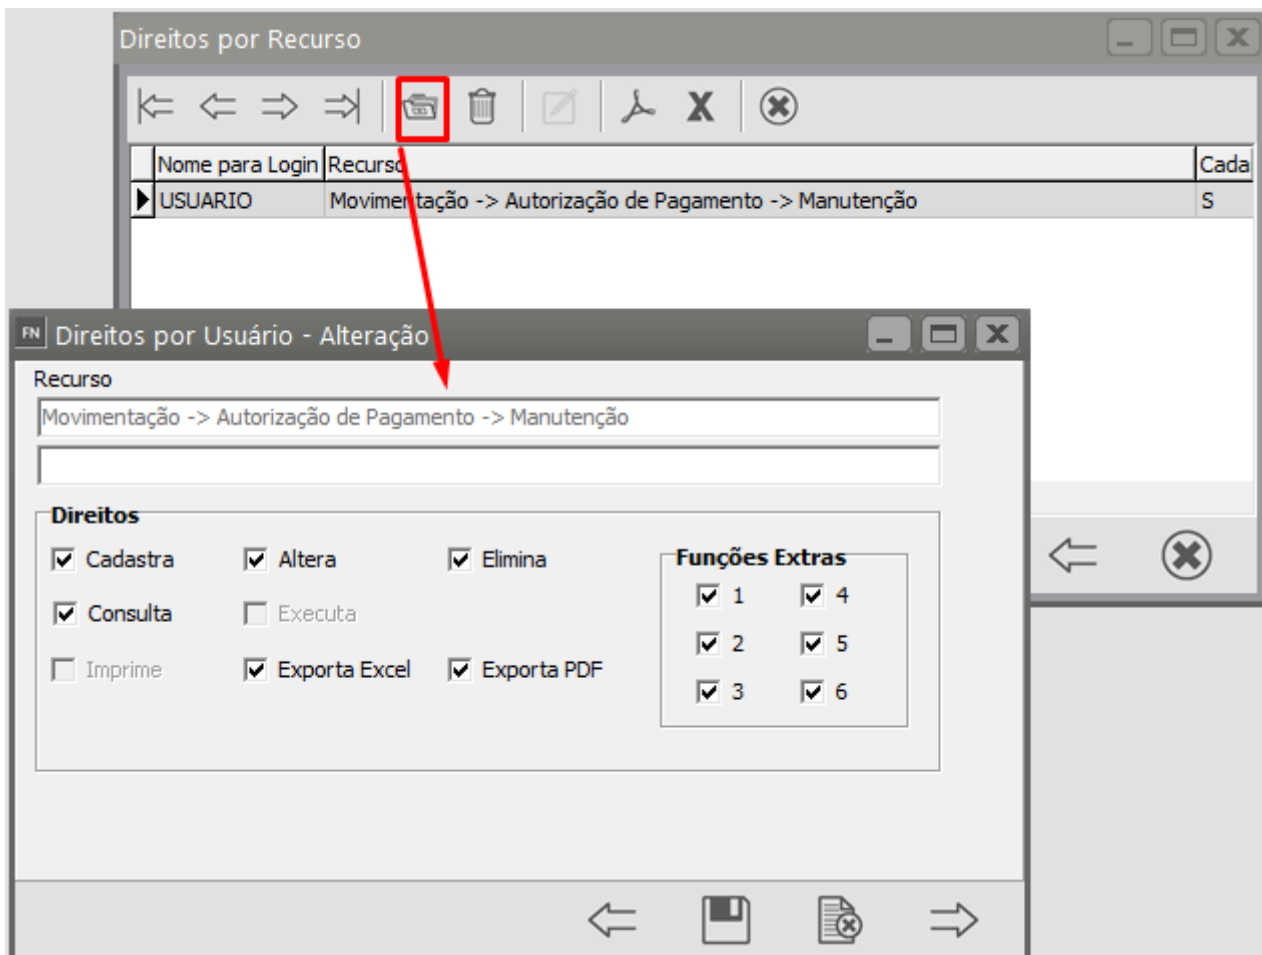 Direitos por Recurso
Nome para Login Recurso Cada
USUARIO Movimentação -> Autorização de Pagamento -> Manutenção S
FN Direitos por Usuário - Alteração
Recurso
Movimentação -> Autorização de Pagamento -> Manutenção
Direitos
Cadastra Altera Elimina
Funções Extras
1 4
Consulta Executa
2 5
Imprime Exporta Excel Exporta PDF
3 6